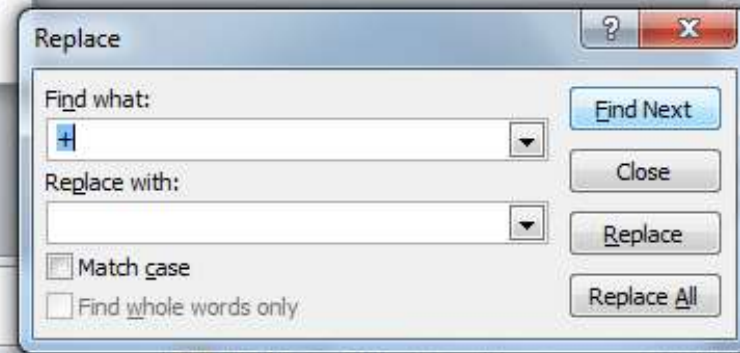 Replace
Find what:
+
Find Next
Close
Replace with:
Replace
Match case
Find whole words only
Replace All